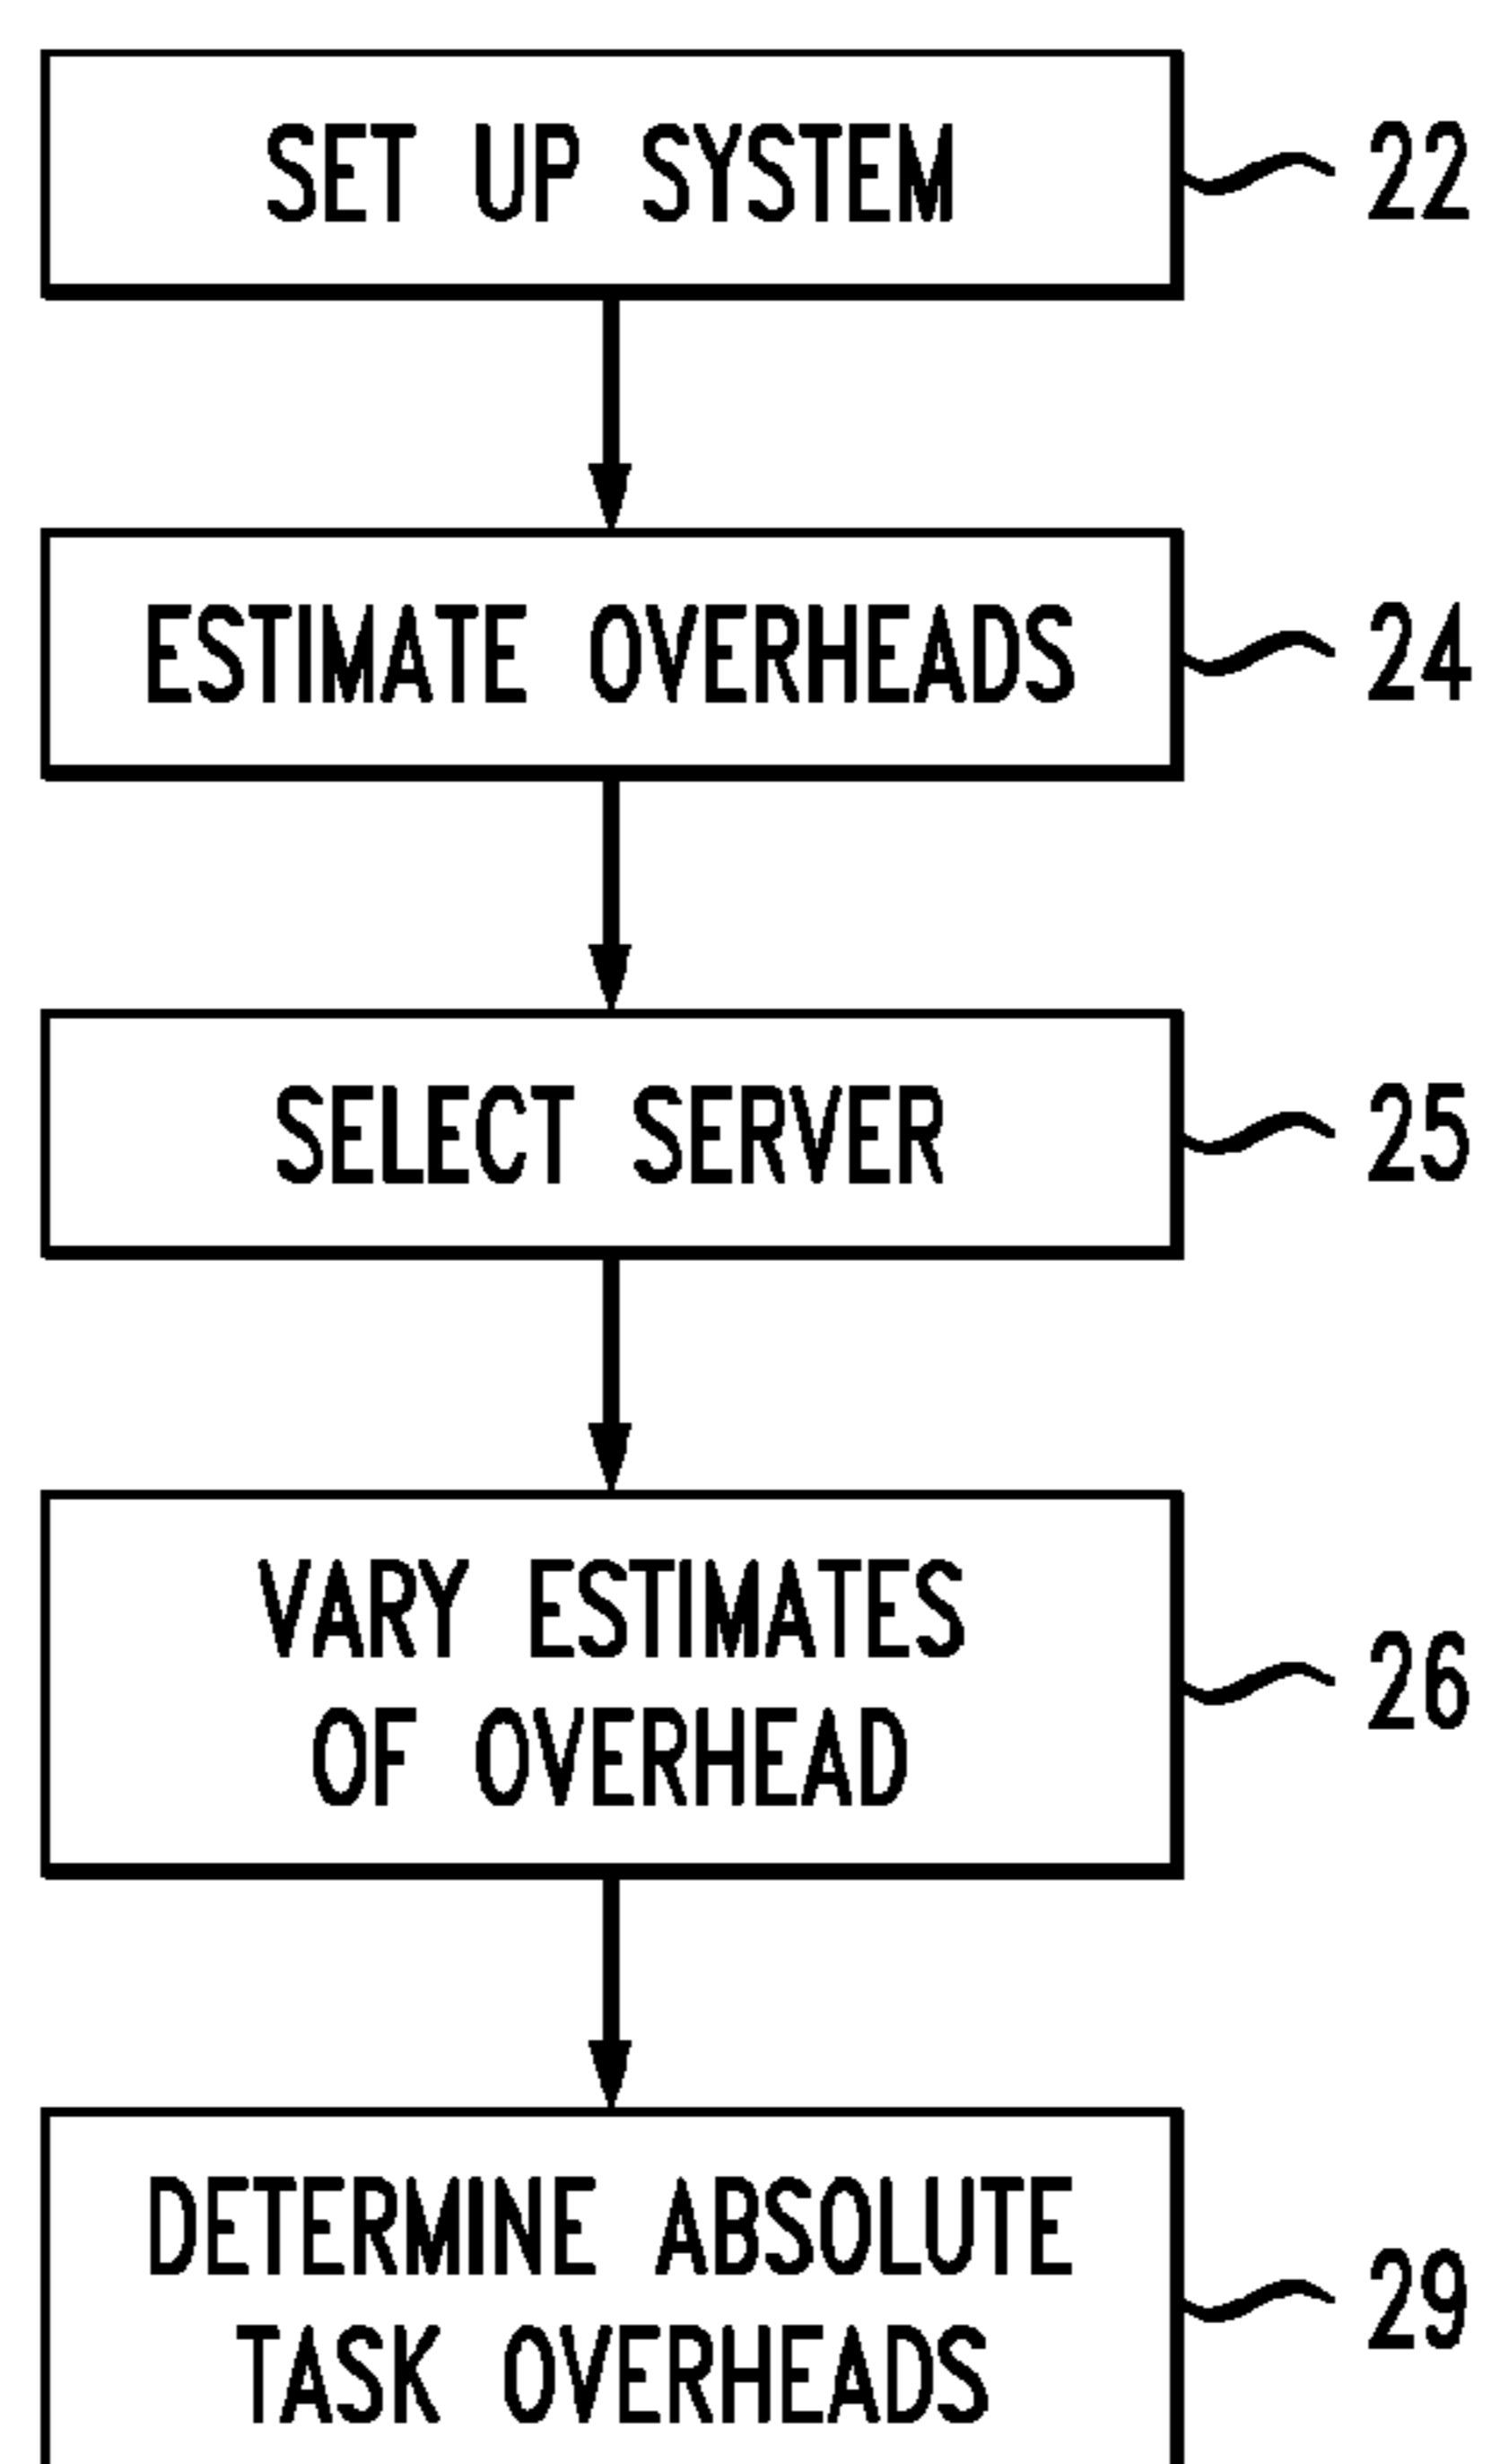 SET UP SYSTEM
22
ESTIMATE OVERHEADS
24
SELECT SERVER
25
VARY ESTIMATES
OF OVERHEAD
26
DETERMINE ABSOLUTE
TASK OVERHEADS
29